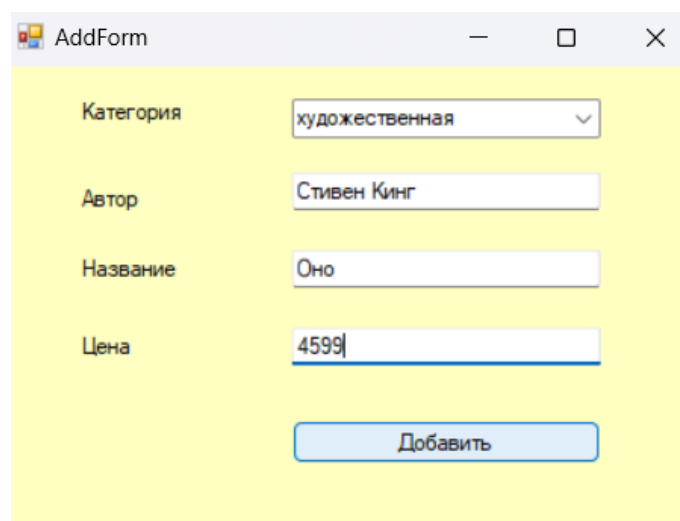 AddForm
Категория
художественная
Автор
Стивен Кинг
Название
Оно
Цена
4599
Добавить